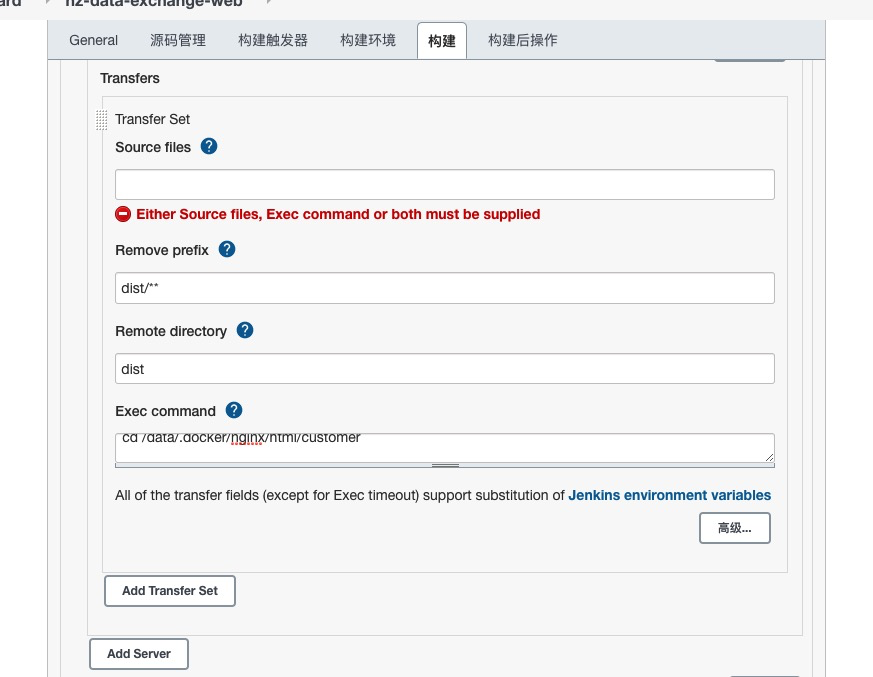 hz-data-exchange-web
General 源码管理 构建触发器 构建环境 构建 构建后操作
Transfers
Transfer Set
Source files ?
Either Source files, Exec command or both must be supplied
Remove prefix ?
dist/**
Remote directory ?
dist
Exec command ?
cd /data/.docker/nginx/html/customer
All of the transfer fields (except for Exec timeout) support substitution of Jenkins environment variables
高级...
Add Transfer Set
Add Server